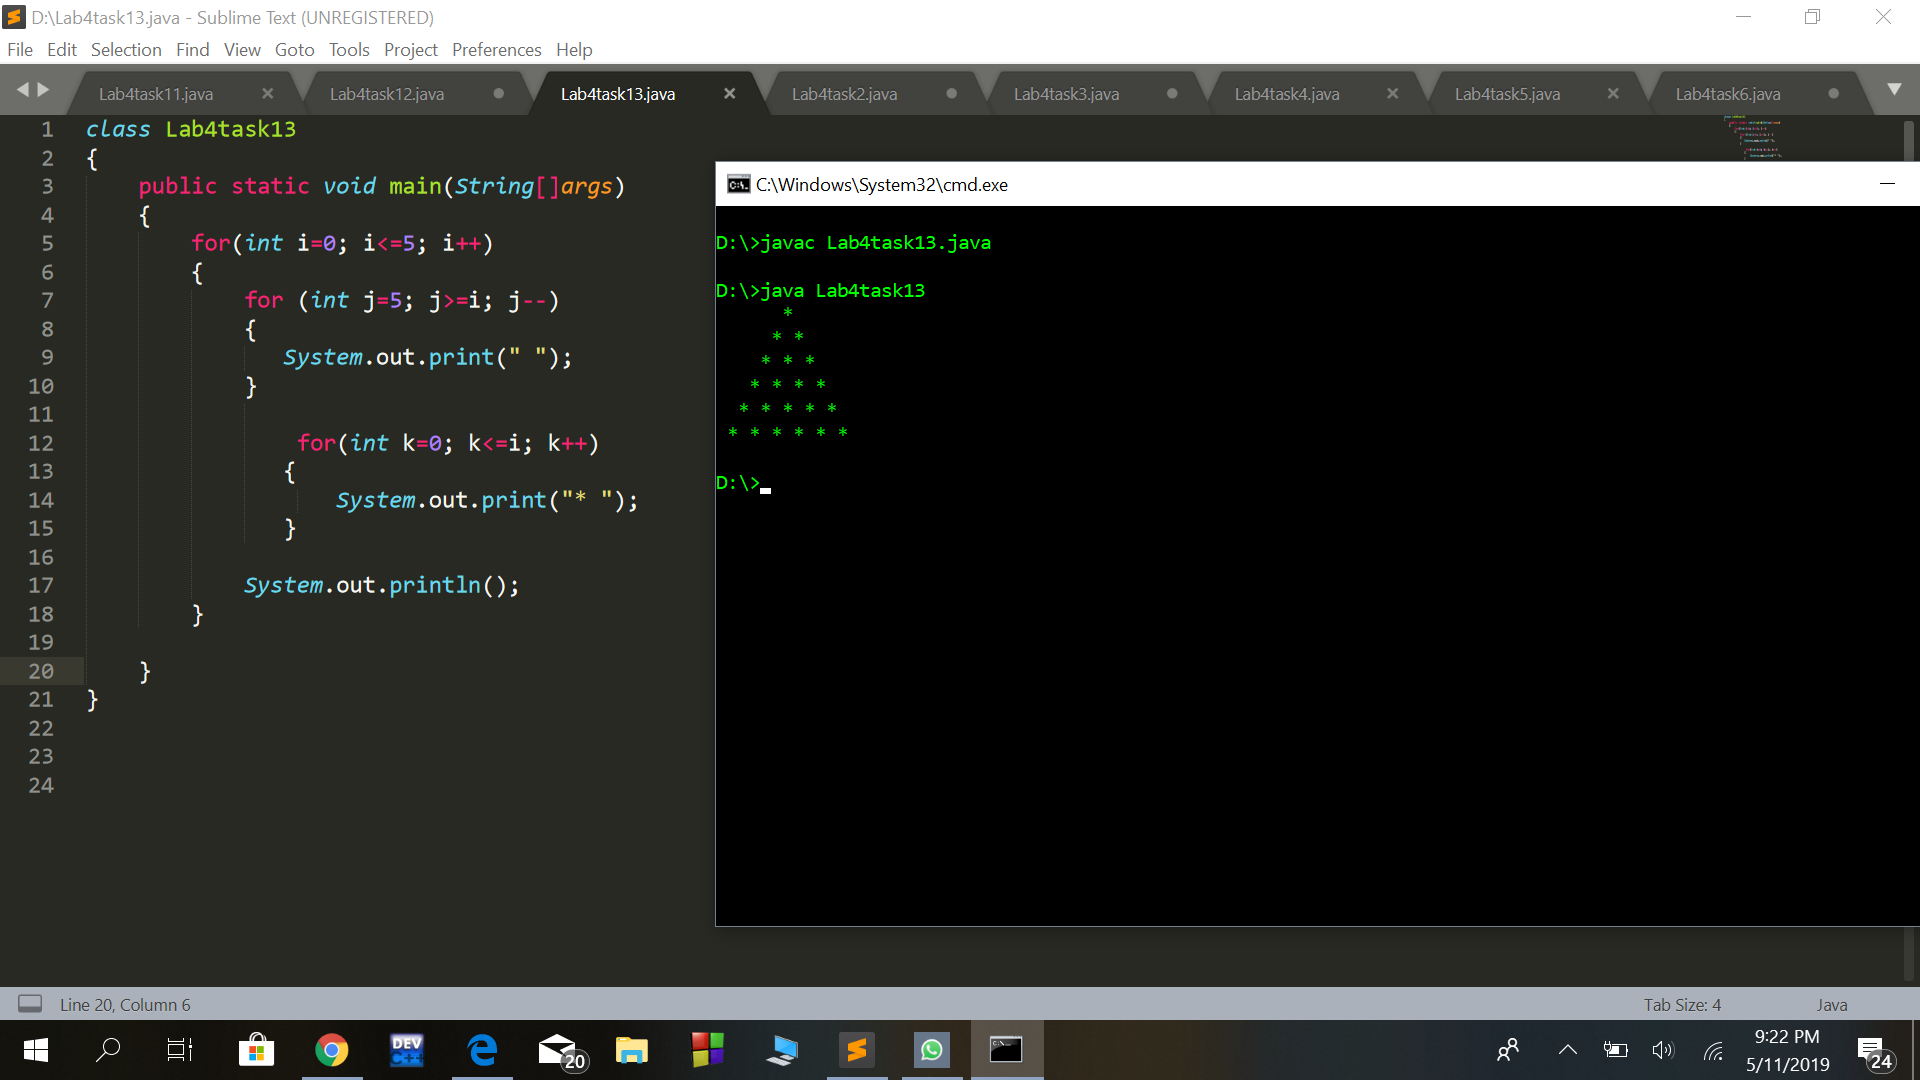 D:\Lab4task13.java - Sublime Text (UNREGISTERED)
File Edit Selection Find View Goto Tools Project Preferences Help
Lab4task11.java Lab4task12.java Lab4task13.java Lab4task2.java Lab4task3.java Lab4task4.java Lab4task5.java Lab4task6.java
1 class Lab4task13
2 {
3 public static void main(String[]args)
4 {
5 for(int i=0; i<=5; i++)
6 {
7 for (int j=5; j>=i; j--)
8 {
9 System.out.print(" ");
10 }
11
12 for(int k=0; k<=i; k++)
13 {
14 System.out.print("* ");
15 }
16
17 System.out.println();
18 }
19
20 }
21 }
22
23
24
C:\Windows\System32\cmd.exe
D:\>javac Lab4task13.java
D:\>java Lab4task13
*
* *
* * *
* * * *
* * * * *
* * * * * *
D:\>
Line 20, Column 6
Tab Size: 4
Java
DEV
C++
20
9:22 PM
5/11/2019
24